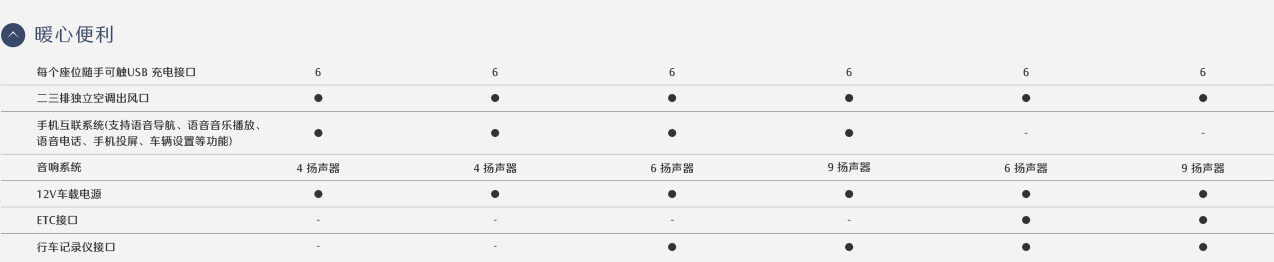 暖心便利
每个座位随手可触USB 充电接口 6 6 6 6 6 6
二三排独立空调出风口 ● ● ● ● ● ●
手机互联系统(支持语音导航、语音音乐播放、
语音电话、手机投屏、车辆设置等功能) ● ● ● ● - -
音响系统 4 扬声器 4 扬声器 6 扬声器 9 扬声器 6 扬声器 9 扬声器
12V车载电源 ● ● ● ● ● ●
ETC接口 - - - - ● ●
行车记录仪接口 - - ● ● ● ●